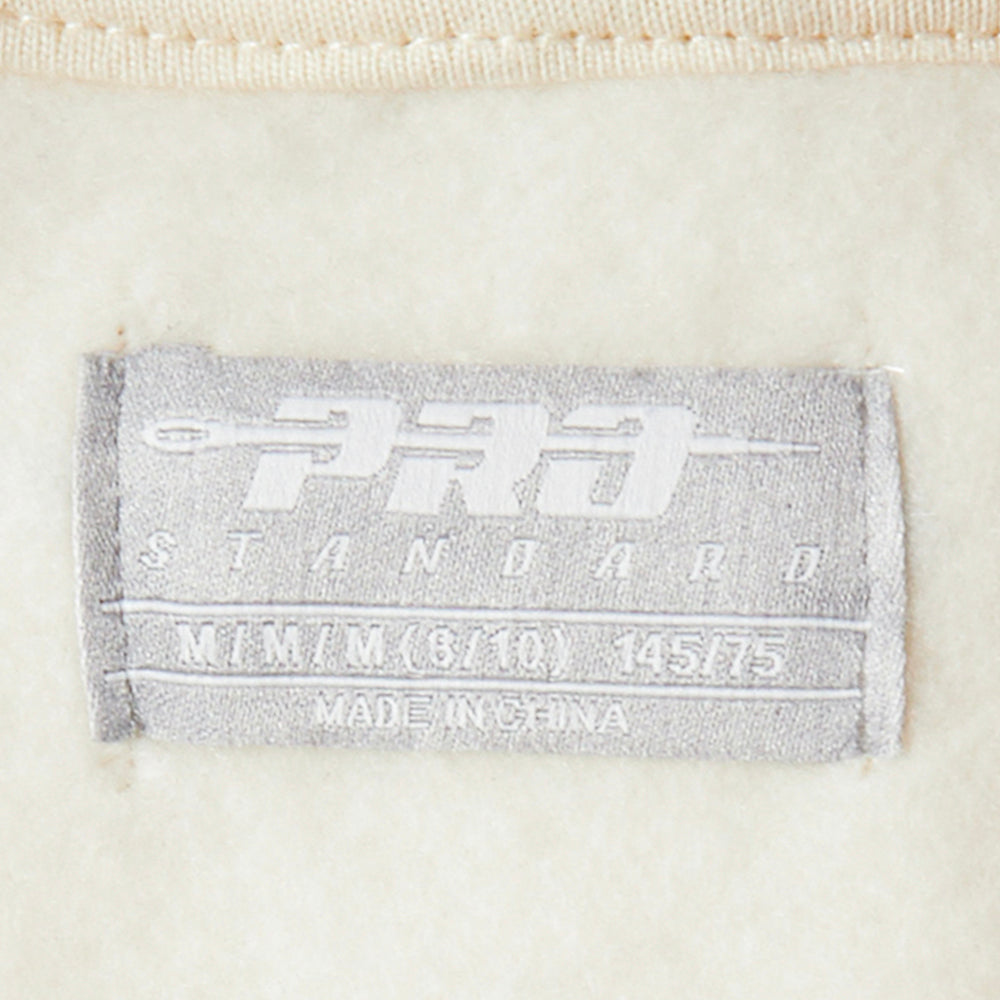 PRO
STANDARD
M/M/M (8/10) 145/75
MADE IN CHINA